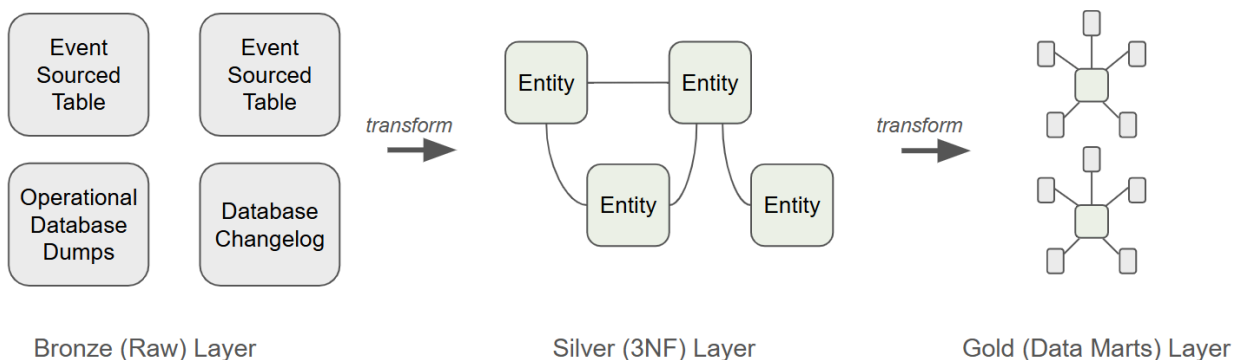 Event
Sourced
Table
Event
Sourced
Table
Operational
Database
Dumps
Database
Changelog
transform
Entity
Entity
Entity
Entity
transform
Bronze (Raw) Layer
Silver (3NF) Layer
Gold (Data Marts) Layer